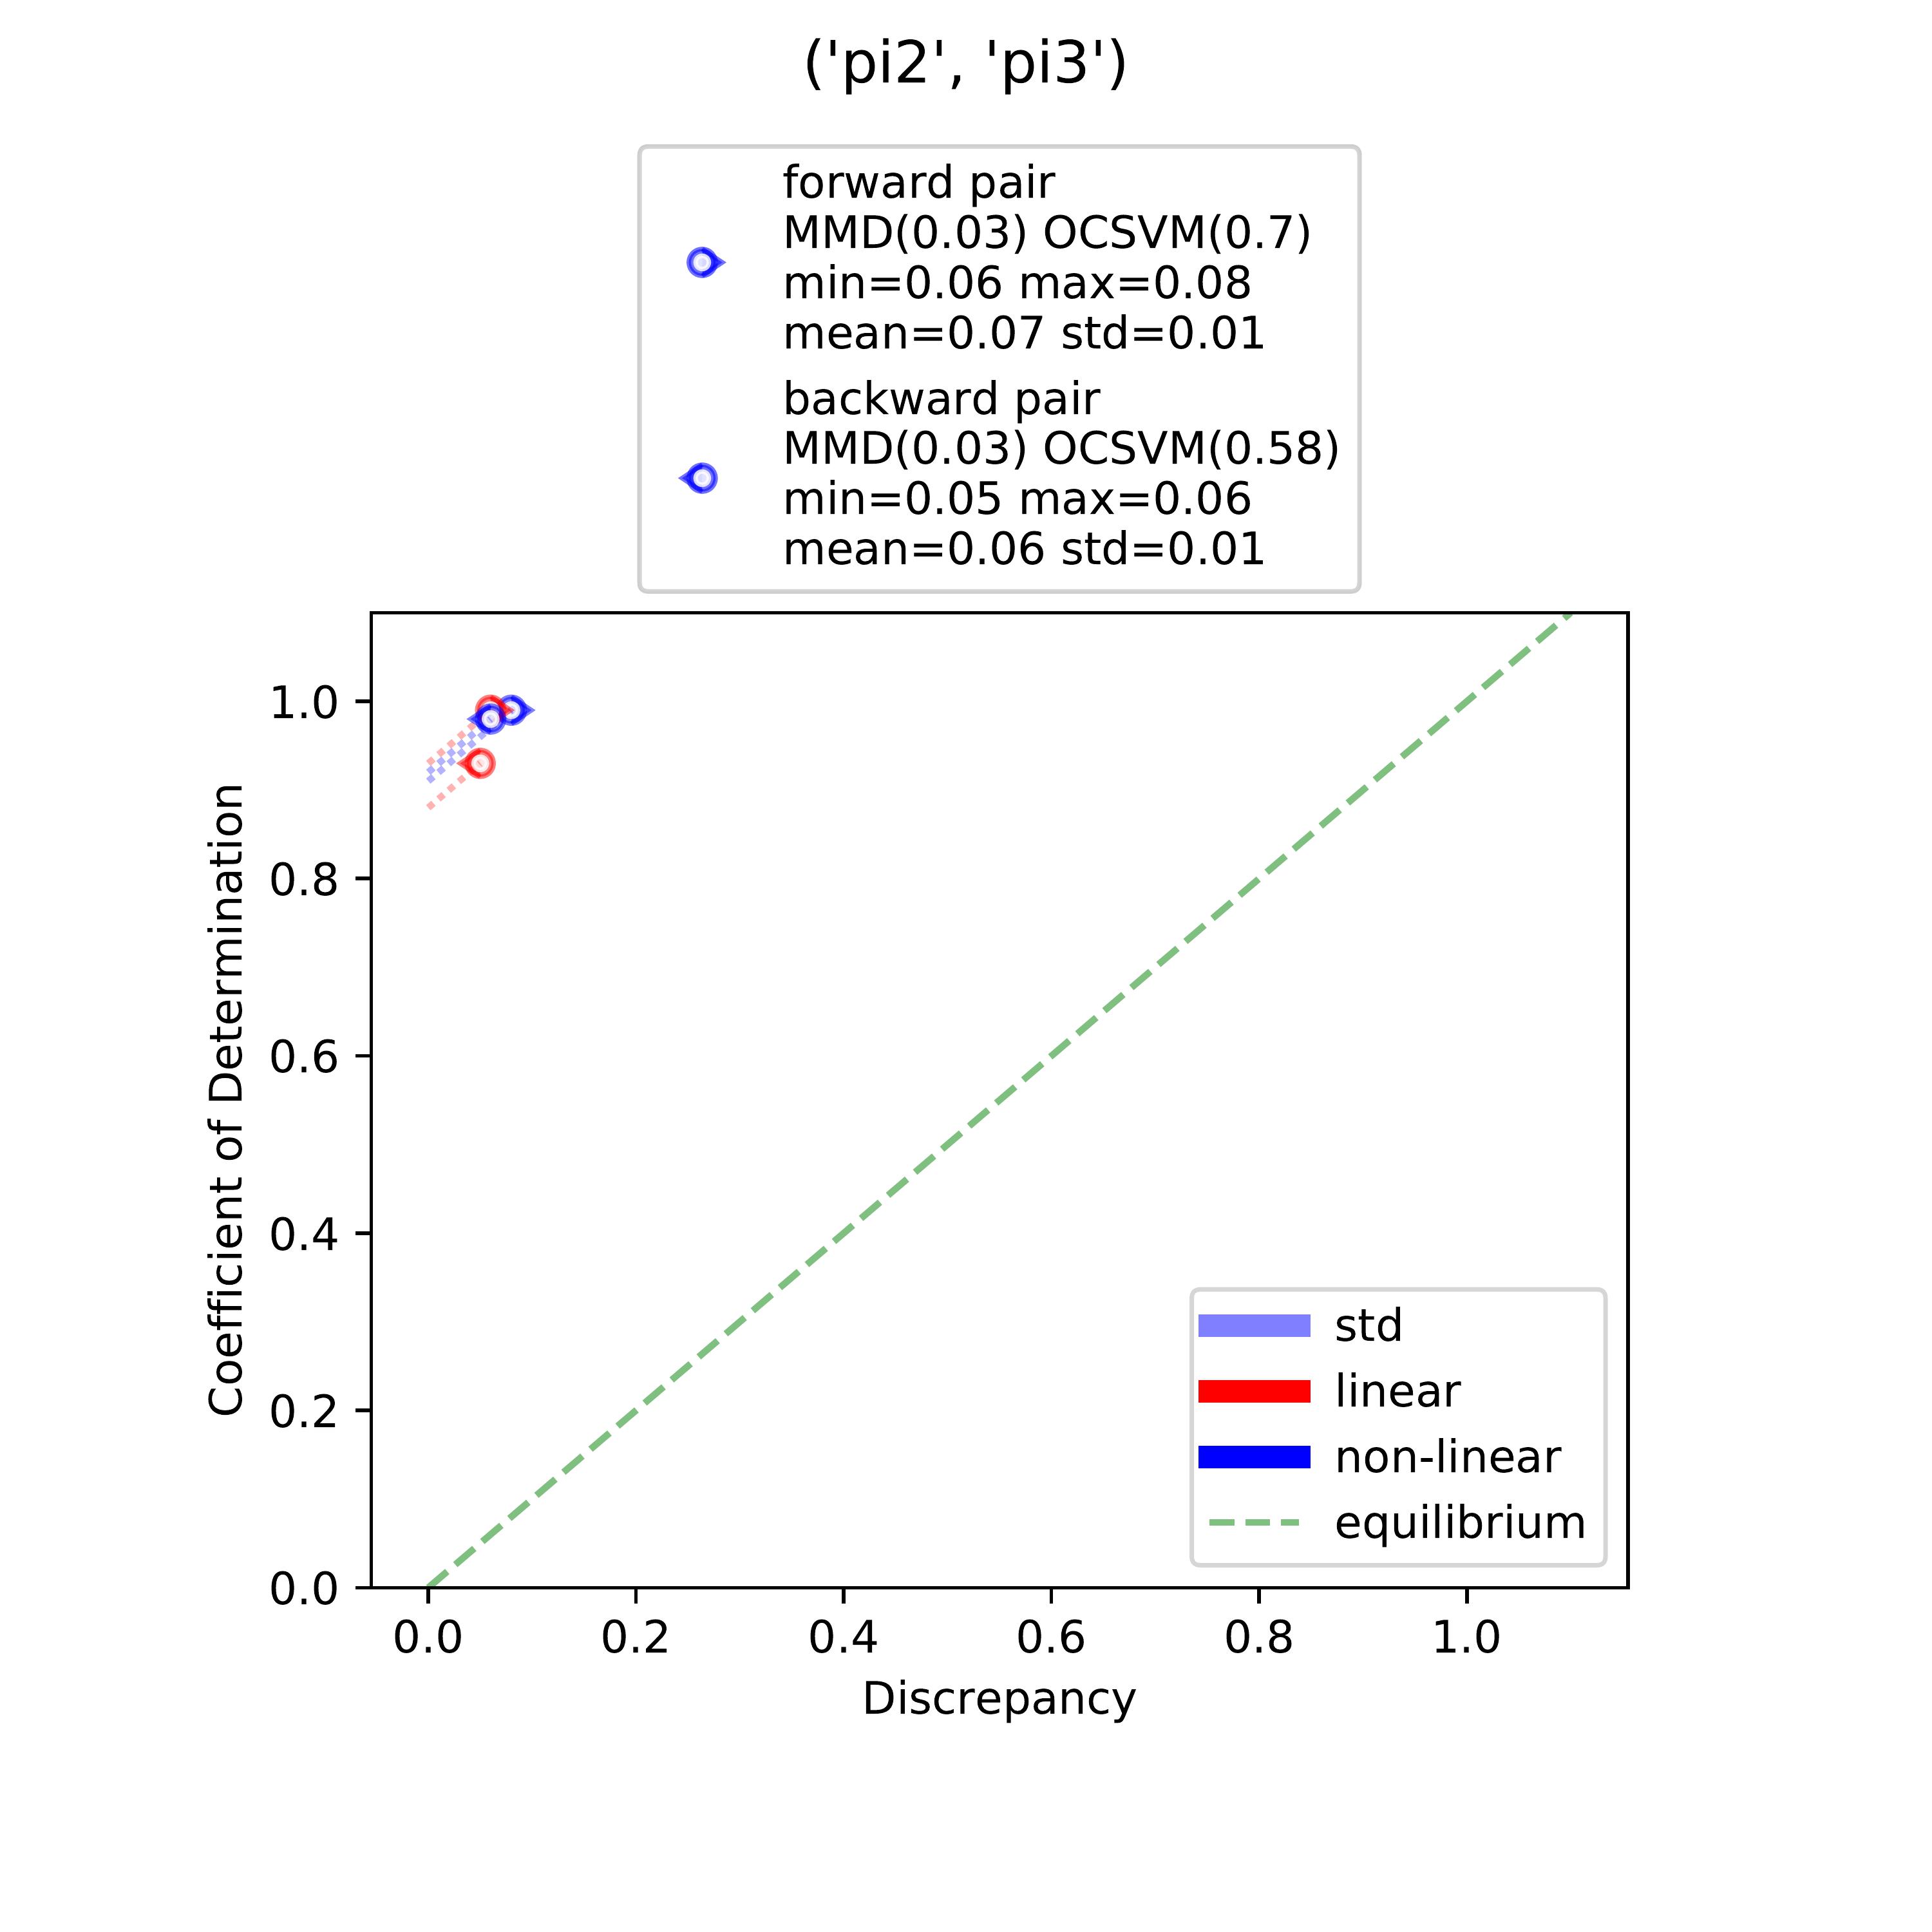 ('pi2', 'pi3')
forward pair
MMD(0.03) OCSVM(0.7)
min=0.06 max=0.08
mean=0.07 std=0.01
backward pair
MMD(0.03) OCSVM(0.58)
min=0.05 max=0.06
mean=0.06 std=0.01
Coefficient of Determination
1.0
0.8
0.6
0.4
0.2
0.0
std
linear
non-linear
equilibrium
0.0 0.2 0.4 0.6 0.8 1.0
Discrepancy